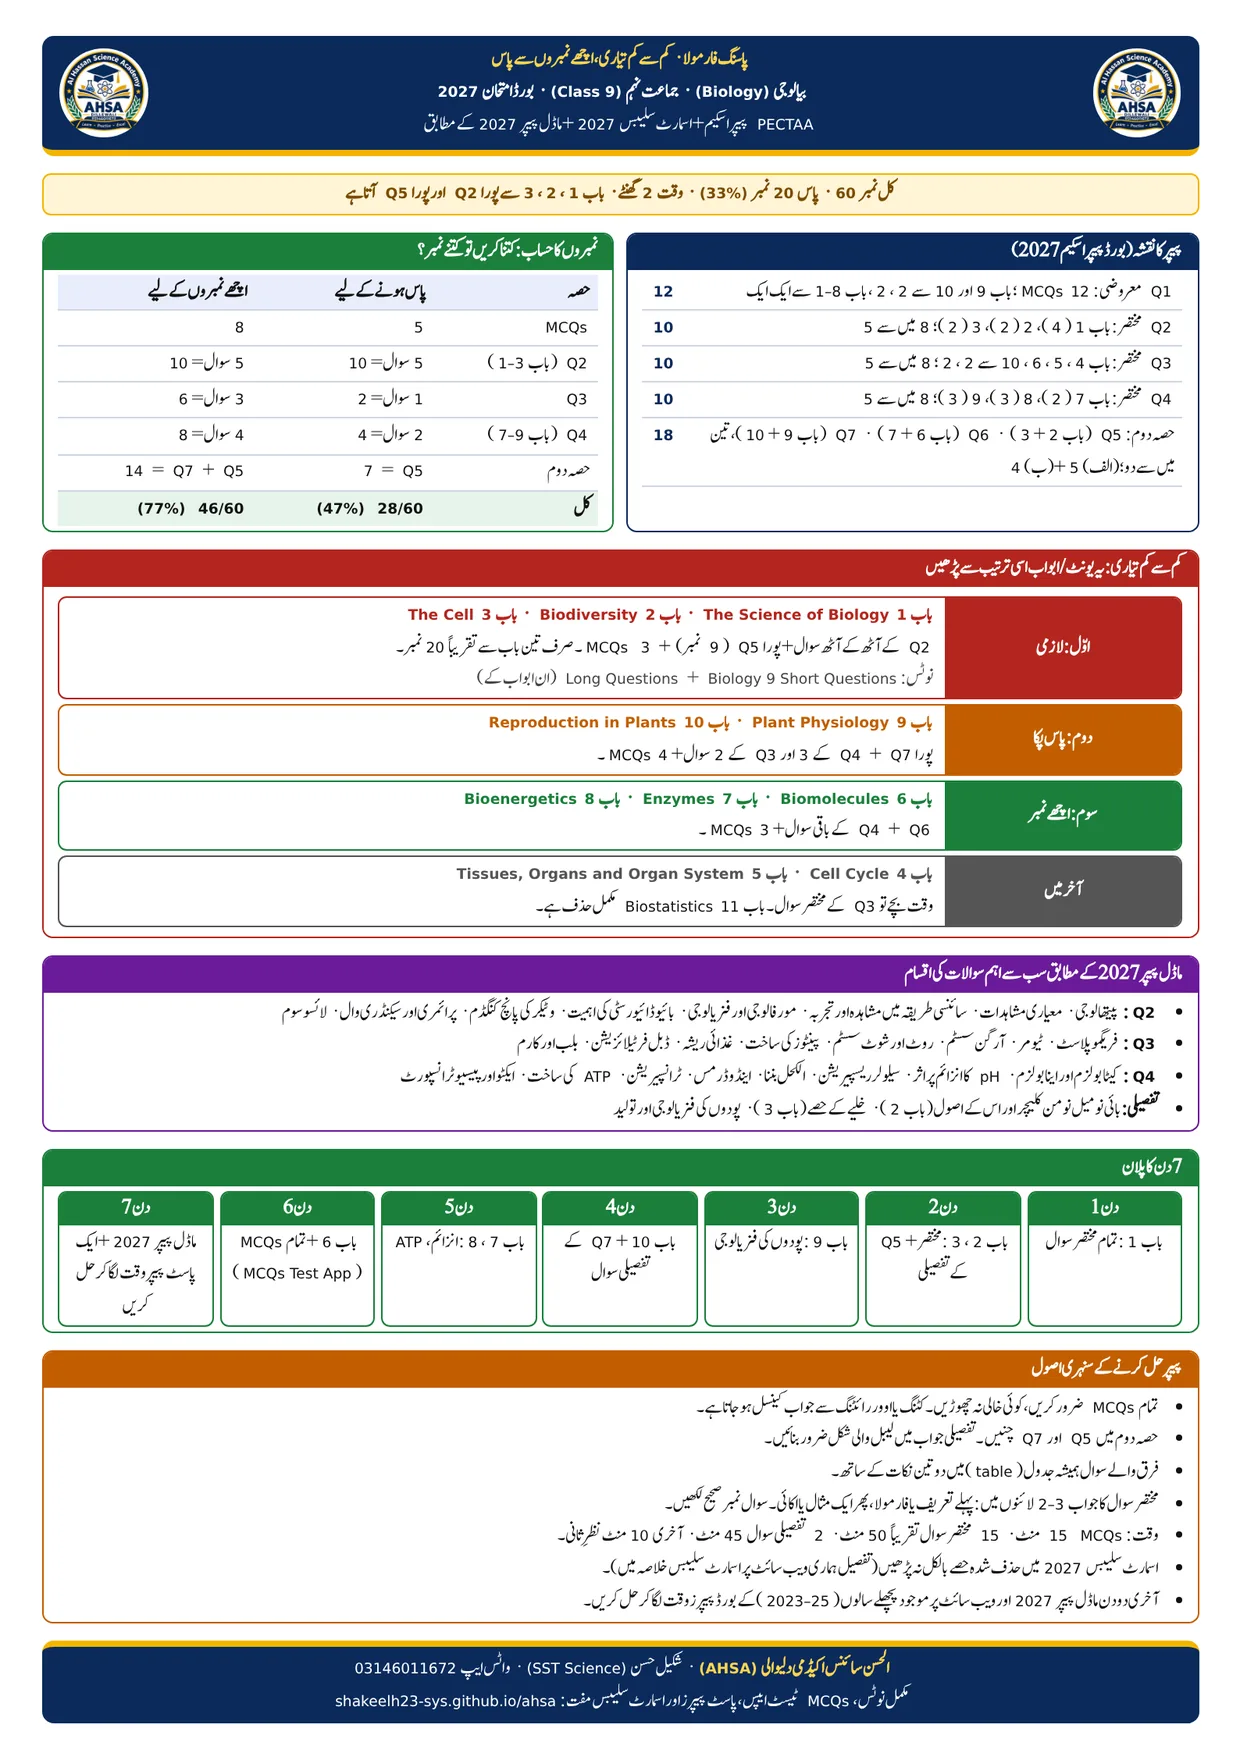 پاسنگ فارمولا · کم سے کم تیاری، اچھے نمبروں سے پاس
بیالوجی (Biology) · جماعت نہم (Class 9) · بورڈ امتحان 2027
PECTAA پیپر اسکیم + اسمارٹ سلیبس 2027 + ماڈل پیپر 2027 کے مطابق
کل نمبر 60 · پاس 20 نمبر (33%) · وقت 2 گھنٹے · باب 1، 2، 3 سے پورا Q2 اور پورا Q5 آتا ہے
پیپر کا نقشہ (بورڈ پیپر اسکیم 2027)
Q1 معروضی: 12 MCQs؛ باب 9 اور 10 سے 2، 2، باب 1–8 سے ایک ایک 12
Q2 مختصر: باب 1 (4)، 2 (2)، 3 (2)؛ 8 میں سے 5 10
Q3 مختصر: باب 4، 5، 6، 10 سے 2، 2؛ 8 میں سے 5 10
Q4 مختصر: باب 7 (2)، 8 (3)، 9 (3)؛ 8 میں سے 5 10
حصہ دوم: Q5 (باب 2+3) · Q6 (باب 6+7) · Q7 (باب 9+10)، تین 18
میں سے دو؛ (الف) 5 + (ب) 4
نمبروں کا حساب: کتنا کریں تو کتنے نمبر؟
حصہ پاس ہونے کے لیے اچھے نمبروں کے لیے
MCQs 5 8
Q2 (باب 1–3) 5 سوال = 10 5 سوال = 10
Q3 1 سوال = 2 3 سوال = 6
Q4 (باب 7–9) 2 سوال = 4 4 سوال = 8
حصہ دوم Q5 = 7 Q5 + Q7 = 14
کل 28/60 (47%) 46/60 (77%)
کم سے کم تیاری: یہ یونٹ/ابواب اسی ترتیب سے پڑھیں
اوّل: لازمی
باب 1 The Science of Biology · باب 2 Biodiversity · باب 3 The Cell
Q2 کے آٹھ کے آٹھ سوال + پورا Q5 (9 نمبر) + 3 MCQs۔ صرف تین باب سے تقریباً 20 نمبر۔
نوٹس: Biology 9 Short Questions + Long Questions (ان ابواب کے)
دوم: پاس پکا
باب 9 Plant Physiology · باب 10 Reproduction in Plants
پورا Q7 + Q4 کے 3 اور Q3 کے 2 سوال + 4 MCQs۔
سوم: اچھے نمبر
باب 6 Biomolecules · باب 7 Enzymes · باب 8 Bioenergetics
Q6 + Q4 کے باقی سوال + 3 MCQs۔
آخر میں
باب 4 Cell Cycle · باب 5 Tissues, Organs and Organ System
وقت بچے تو Q3 کے مختصر سوال۔ باب 11 Biostatistics مکمل حذف ہے۔
ماڈل پیپر 2027 کے مطابق سب سے اہم سوالات کی اقسام
• Q2: پیتھالوجی · معیاری مشاہدات · سائنسی طریقہ میں مشاہدہ اور تجربہ · مورفالوجی اور فزیالوجی · بائیوڈائیورسٹی کی اہمیت · وٹیکر کی پانچ کنگڈم · پرائمری اور سیکنڈری وال · لائسوسوم
• Q3: فریگموپلاسٹ · ٹیومر · آرگن سسٹم · روٹ اور شوٹ سسٹم · پینٹوز کی ساخت · غذائی ریشہ · ڈبل فرٹیلائزیشن · بلب اور کارم
• Q4: کیٹابولزم اور اینابولزم · pH کا انزائم پر اثر · سیلولر ریسپیریشن · الکحل بننا · اینڈوڈرمس · ٹرانسپیریشن · ATP کی ساخت · ایکٹو اور پیسیو ٹرانسپورٹ
• تفصیلی: بائی نومیل نومن کلیچر اور اس کے اصول (باب 2) · خلیے کے حصے (باب 3) · پودوں کی فزیالوجی اور تولید
7 دن کا پلان
دن 1
باب 1: تمام مختصر سوال
دن 2
باب 2، 3: مختصر + Q5
کے تفصیلی
دن 3
باب 9: پودوں کی فزیالوجی
دن 4
باب 10 + Q7 کے
تفصیلی سوال
دن 5
باب 7، 8: انزائم، ATP
دن 6
باب 6 + تمام MCQs
(MCQs Test App)
دن 7
ماڈل پیپر 2027 + ایک
پاسٹ پیپر وقت لگا کر حل
کریں
پیپر حل کرنے کے سنہری اصول
• تمام MCQs ضرور کریں، کوئی خالی نہ چھوڑیں۔ کٹنگ یا اوور رائٹنگ سے جواب کینسل ہو جاتا ہے۔
• حصہ دوم میں Q5 اور Q7 چنیں۔ تفصیلی جواب میں لیبل والی شکل ضرور بنائیں۔
• فرق والے سوال ہمیشہ جدول (table) میں دو تین نکات کے ساتھ۔
• مختصر سوال کا جواب 2–3 لائنوں میں: پہلے تعریف یا فارمولا، پھر ایک مثال یا اکائی۔ سوال نمبر صحیح لکھیں۔
• وقت: MCQs 15 منٹ · 15 مختصر سوال تقریباً 50 منٹ · 2 تفصیلی سوال 45 منٹ · آخری 10 منٹ نظرِثانی۔
• اسمارٹ سلیبس 2027 میں حذف شدہ حصے بالکل نہ پڑھیں (تفصیل ہماری ویب سائٹ پر اسمارٹ سلیبس خلاصہ میں)۔
• آخری دو دن ماڈل پیپر 2027 اور ویب سائٹ پر موجود پچھلے سالوں (2023–25) کے بورڈ پیپرز وقت لگا کر حل کریں۔
الحسن سائنس اکیڈمی دلیوالی (AHSA) · شکیل حسن (SST Science) · واٹس ایپ 03146011672
مکمل نوٹس، MCQs ٹیسٹ ایپس، پاسٹ پیپرز اور اسمارٹ سلیبس مفت: shakeelh23-sys.github.io/ahsa